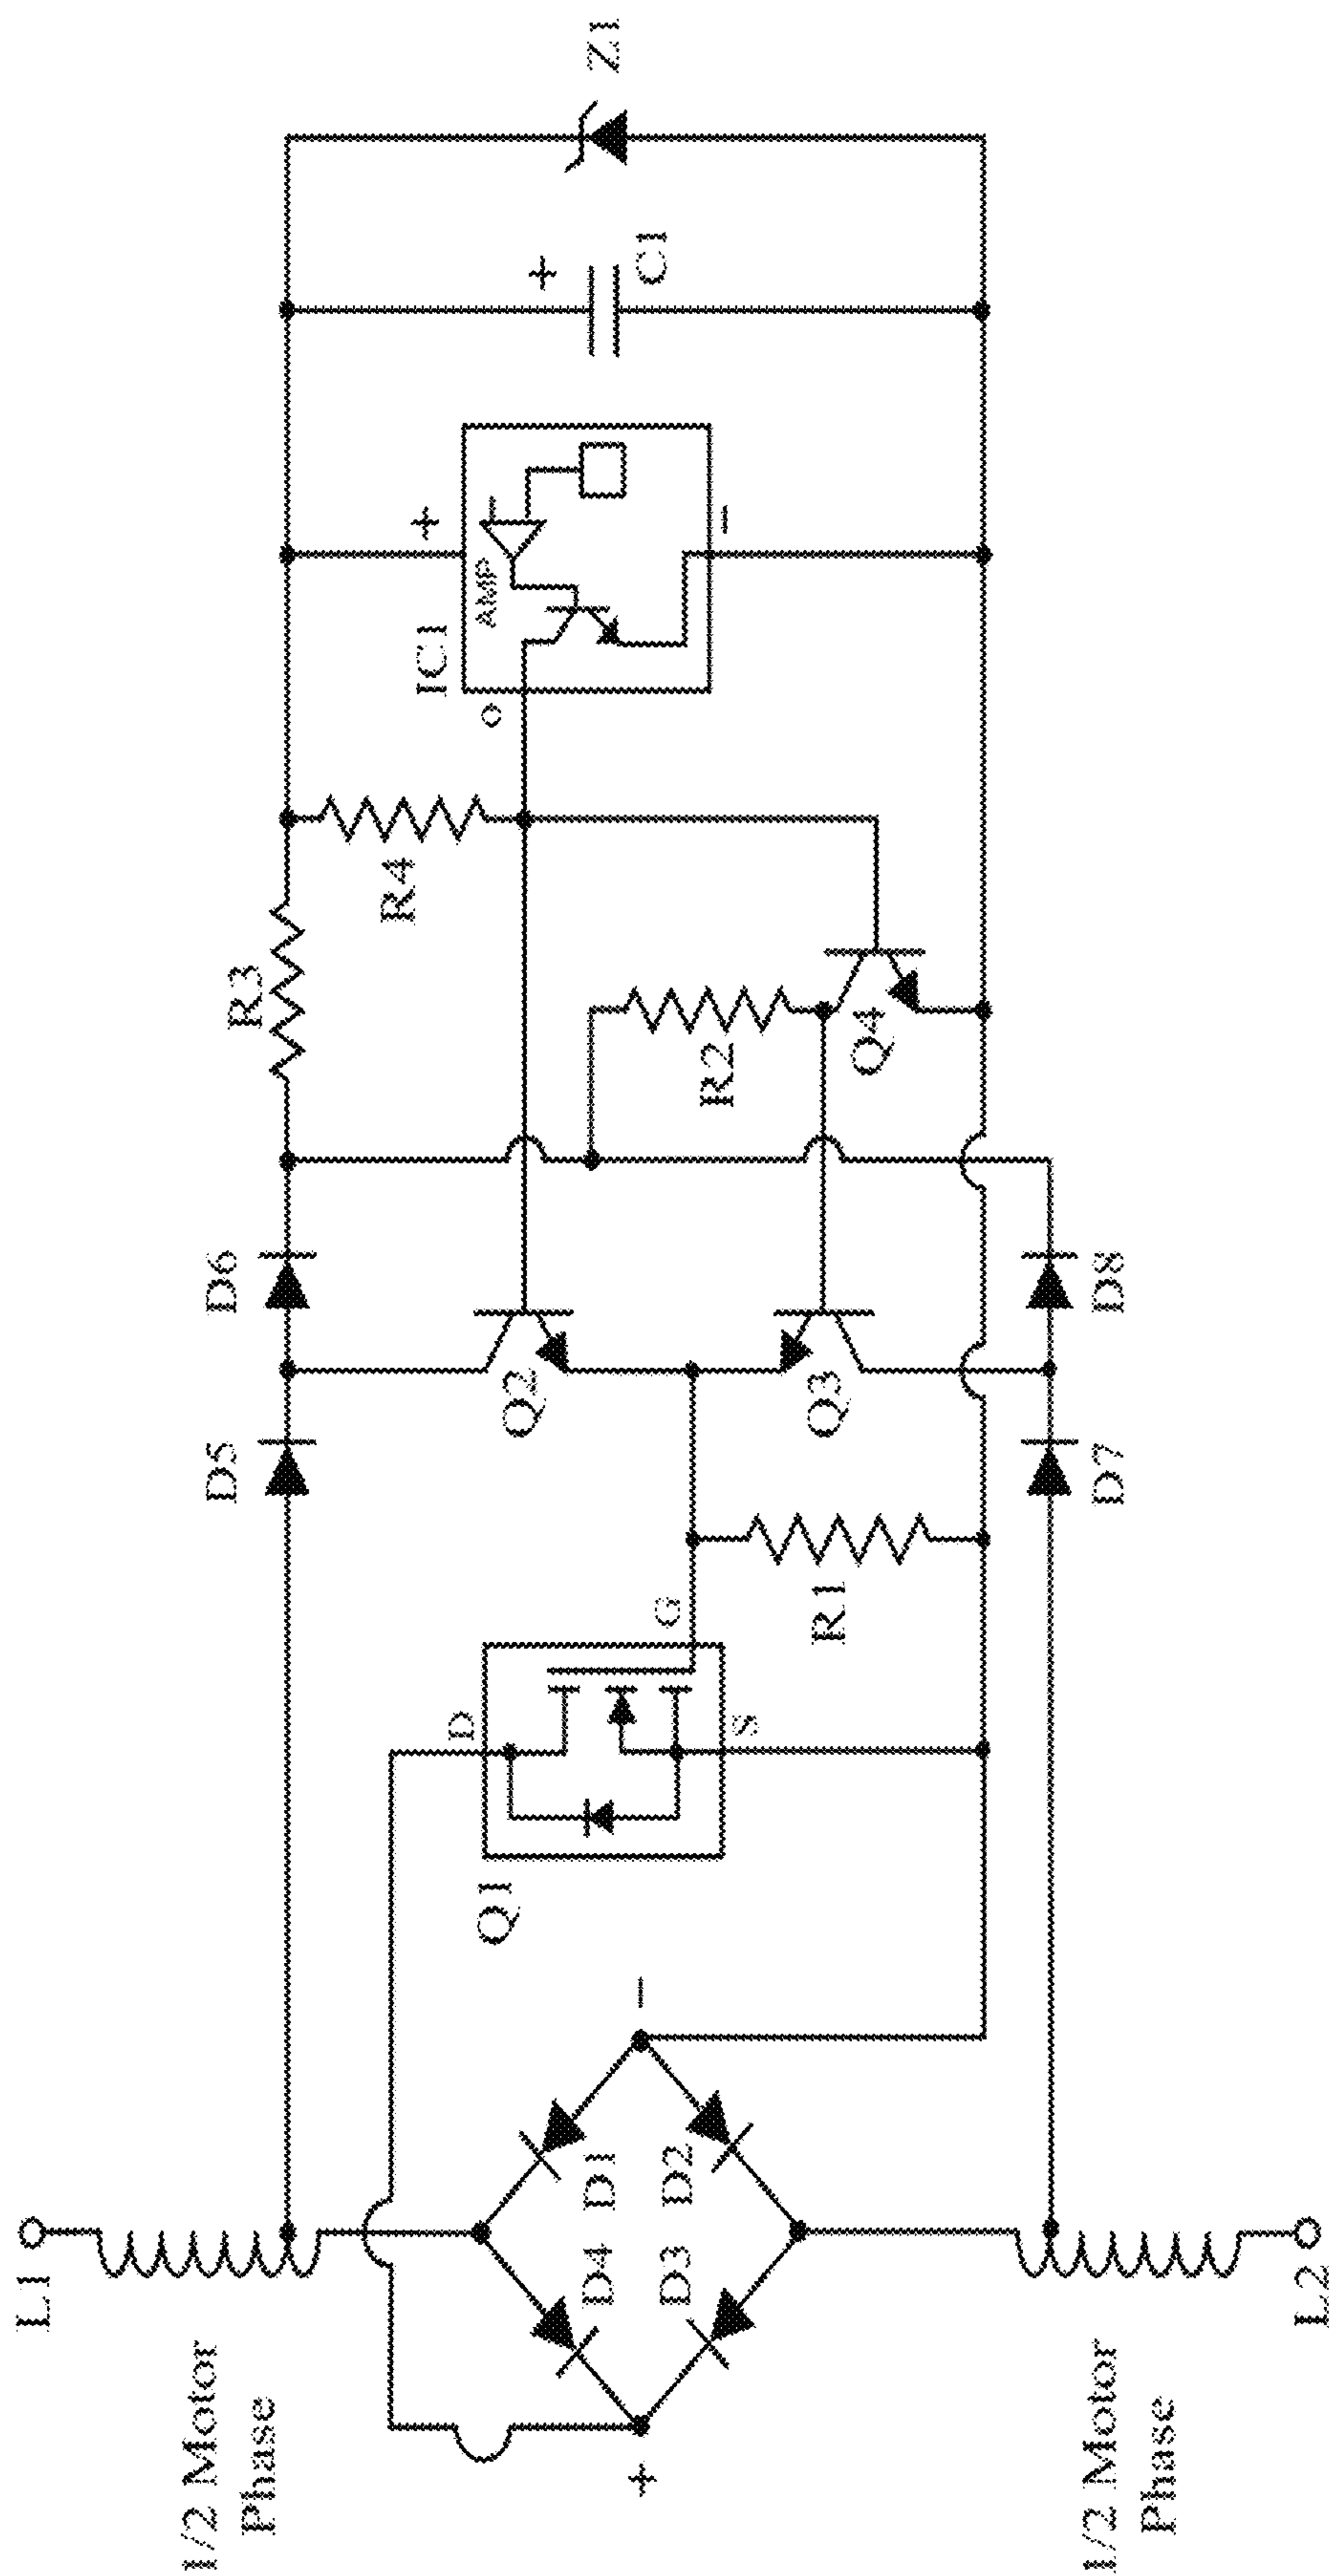 L1
1/2 Motor
Phase
D4
D1
D3
D2
+
−
L2
1/2 Motor
Phase
Q1
D
G
S
R1
D5
D6
Q2
Q3
D7
D8
R3
R4
R2
Q4
IC1
AMP
O
+
−
+
C1
Z1